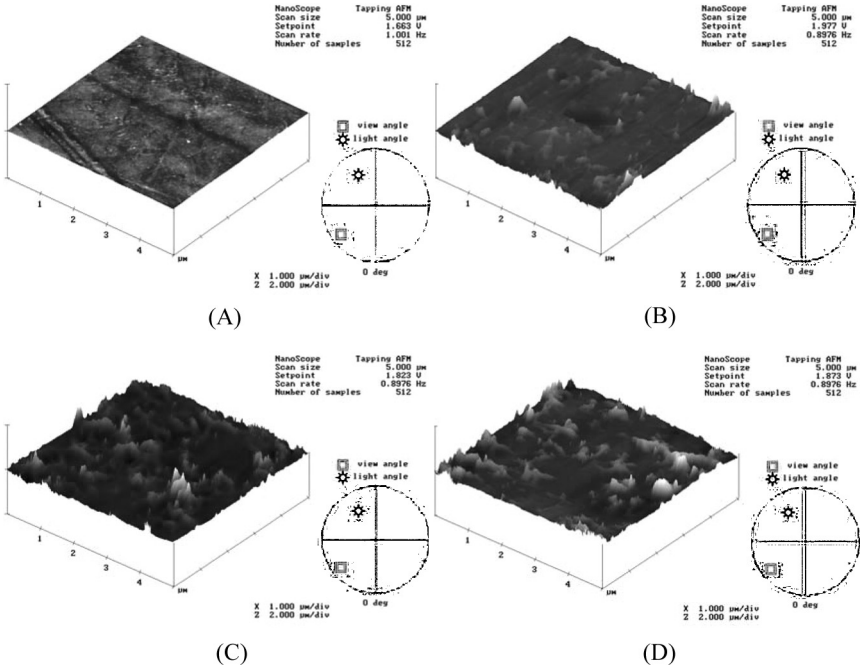 NanoScope Tapping AFM
Scan size 5.000 µm
Setpoint 1.663 V
Scan rate 1.001 Hz
Number of samples 512
view angle
light angle
1
2
3
4
µm
X 1.000 µm/div
Z 2.000 µm/div
0 deg
(A)
NanoScope Tapping AFM
Scan size 5.000 µm
Setpoint 1.977 V
Scan rate 0.8976 Hz
Number of samples 512
view angle
light angle
1
2
3
4
µm
X 1.000 µm/div
Z 2.000 µm/div
0 deg
(B)
NanoScope Tapping AFM
Scan size 5.000 µm
Setpoint 1.823 V
Scan rate 0.8976 Hz
Number of samples 512
view angle
light angle
1
2
3
4
µm
X 1.000 µm/div
Z 2.000 µm/div
0 deg
(C)
NanoScope Tapping AFM
Scan size 5.000 µm
Setpoint 1.873 V
Scan rate 0.8976 Hz
Number of samples 512
view angle
light angle
1
2
3
4
µm
X 1.000 µm/div
Z 2.000 µm/div
0 deg
(D)